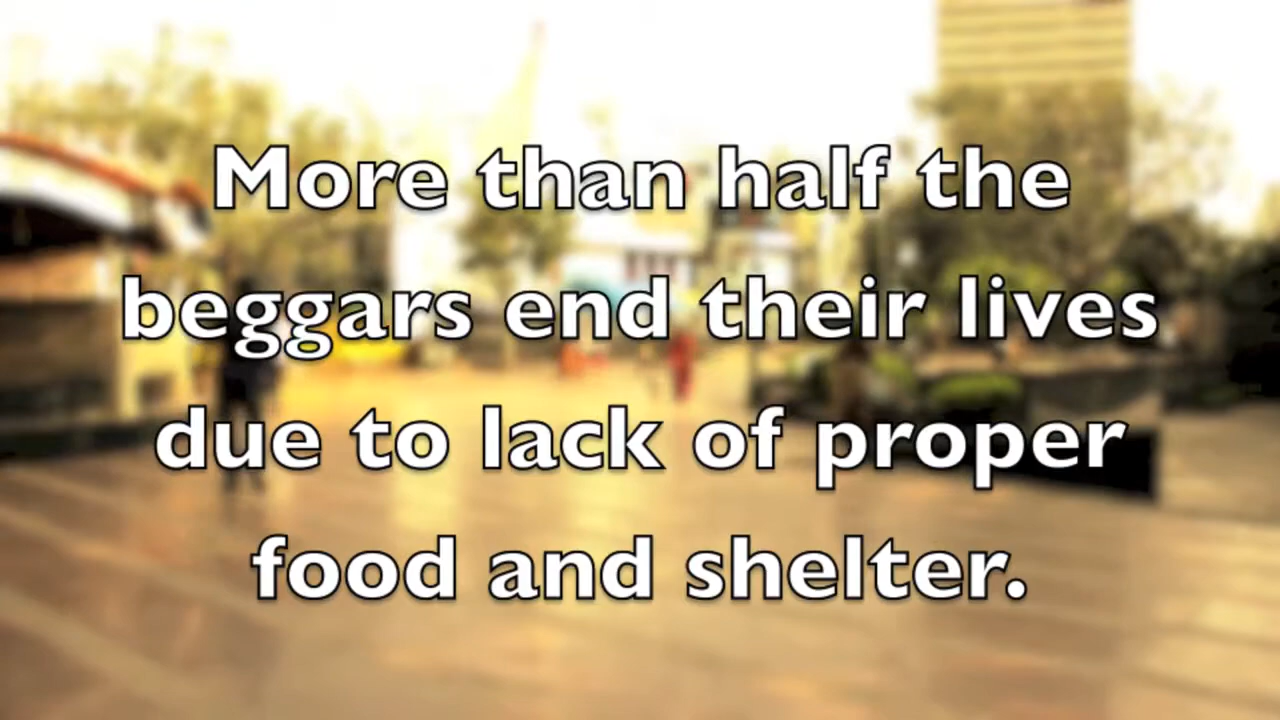 More than half the
beggars end their lives
due to lack of proper
food and shelter.